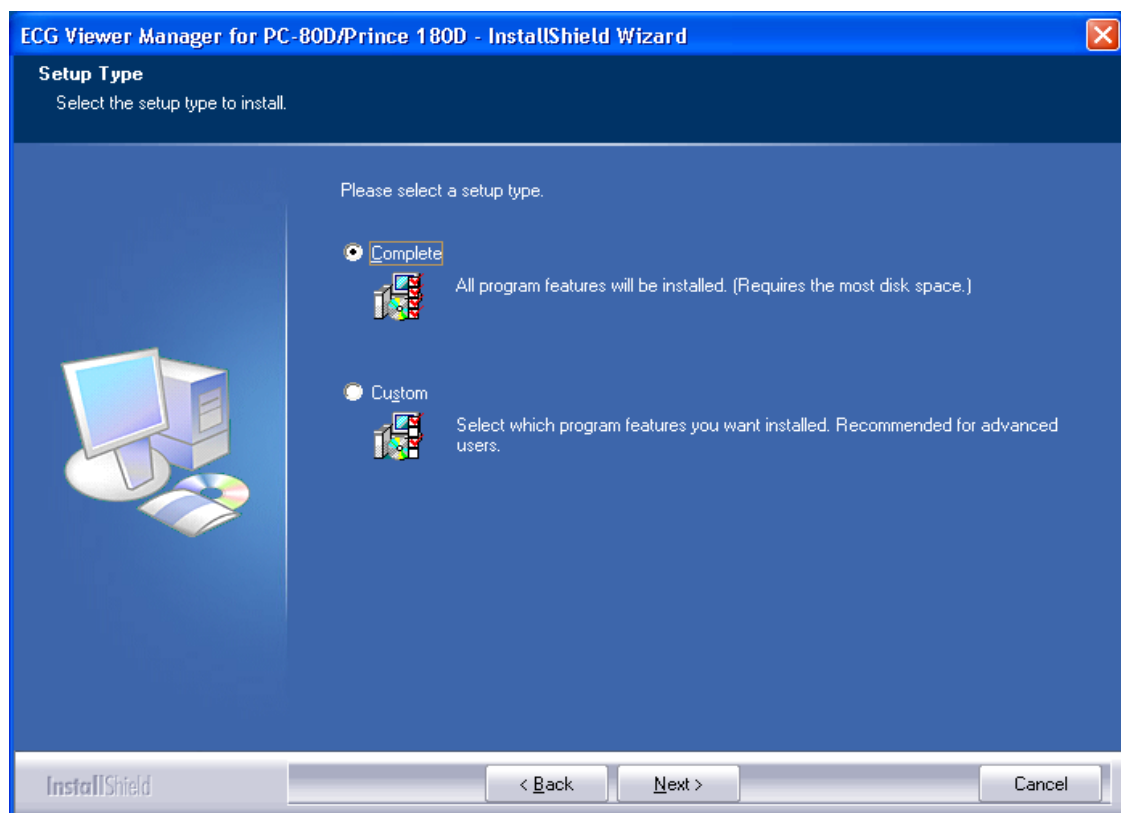 ECG Viewer Manager for PC-80D/Prince 180D - InstallShield Wizard
Setup Type
Select the setup type to install.
Please select a setup type.
Complete
All program features will be installed. (Requires the most disk space.)
Custom
Select which program features you want installed. Recommended for advanced
users.
InstallShield
< Back
Next >
Cancel